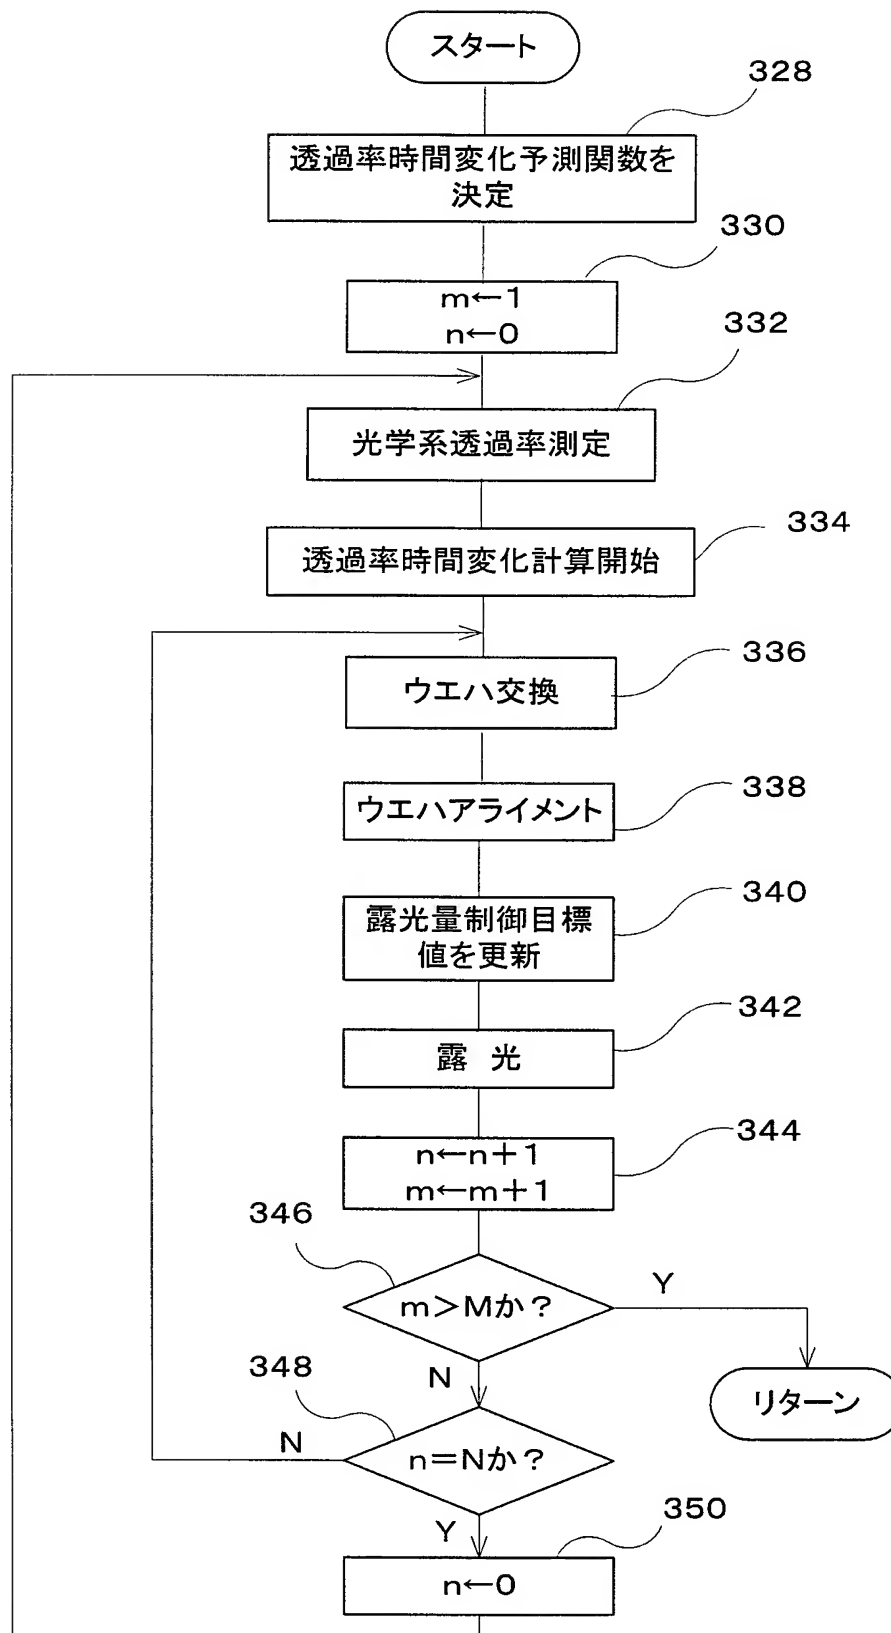 スタート
328
透過率時間変化予測関数を
決定
330
m←1
n←0
332
光学系透過率測定
334
透過率時間変化計算開始
336
ウエハ交換
338
ウエハアライメント
340
露光量制御目標
値を更新
342
露 光
344
n←n+1
m←m+1
346
m>Mか?
Y
N
リターン
348
n=Nか?
N
Y
350
n←0